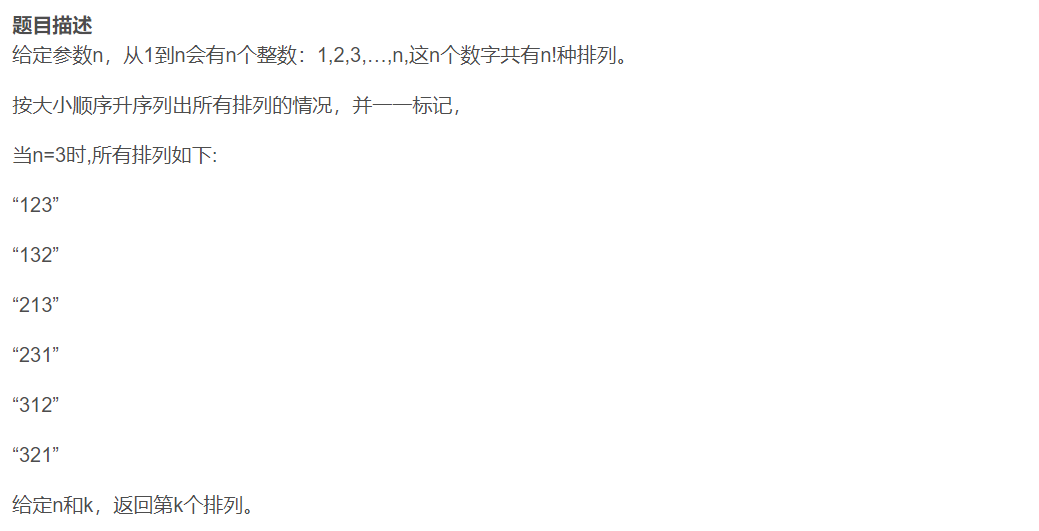 题目描述
给定参数n，从1到n会有n个整数：1,2,3,…,n,这n个数字共有n!种排列。
按大小顺序升序列出所有排列的情况，并一一标记，
当n=3时,所有排列如下:
“123”
“132”
“213”
“231”
“312”
“321”
给定n和k，返回第k个排列。